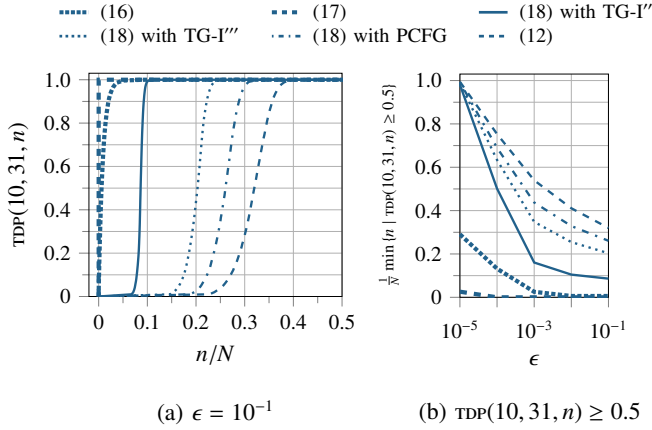 (16) (17) (18) with TG-I″
(18) with TG-I‴ (18) with PCFG (12)
TDP(10, 31, n)
1.0
0.8
0.6
0.4
0.2
0
0 0.1 0.2 0.3 0.4 0.5
n/N
(a) ϵ = 10⁻¹
1/N min{n | TDP(10, 31, n) ≥ 0.5}
1.0
0.8
0.6
0.4
0.2
0
10⁻⁵ 10⁻³ 10⁻¹
ϵ
(b) TDP(10, 31, n) ≥ 0.5